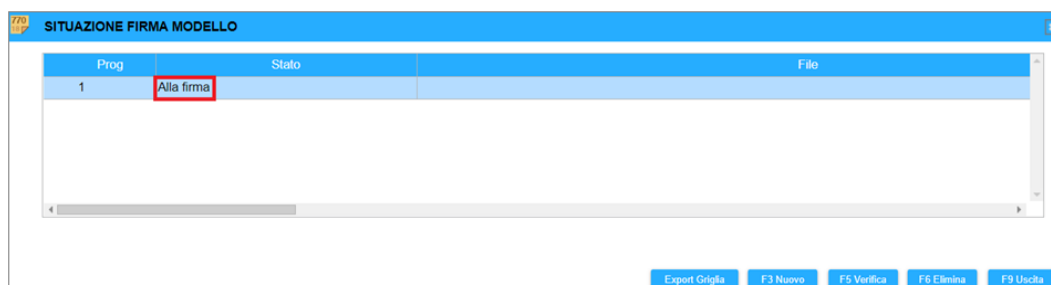 770
SITUAZIONE FIRMA MODELLO
Prog Stato File
1 Alla firma
Export Griglia F3 Nuovo F5 Verifica F6 Elimina F9 Uscita